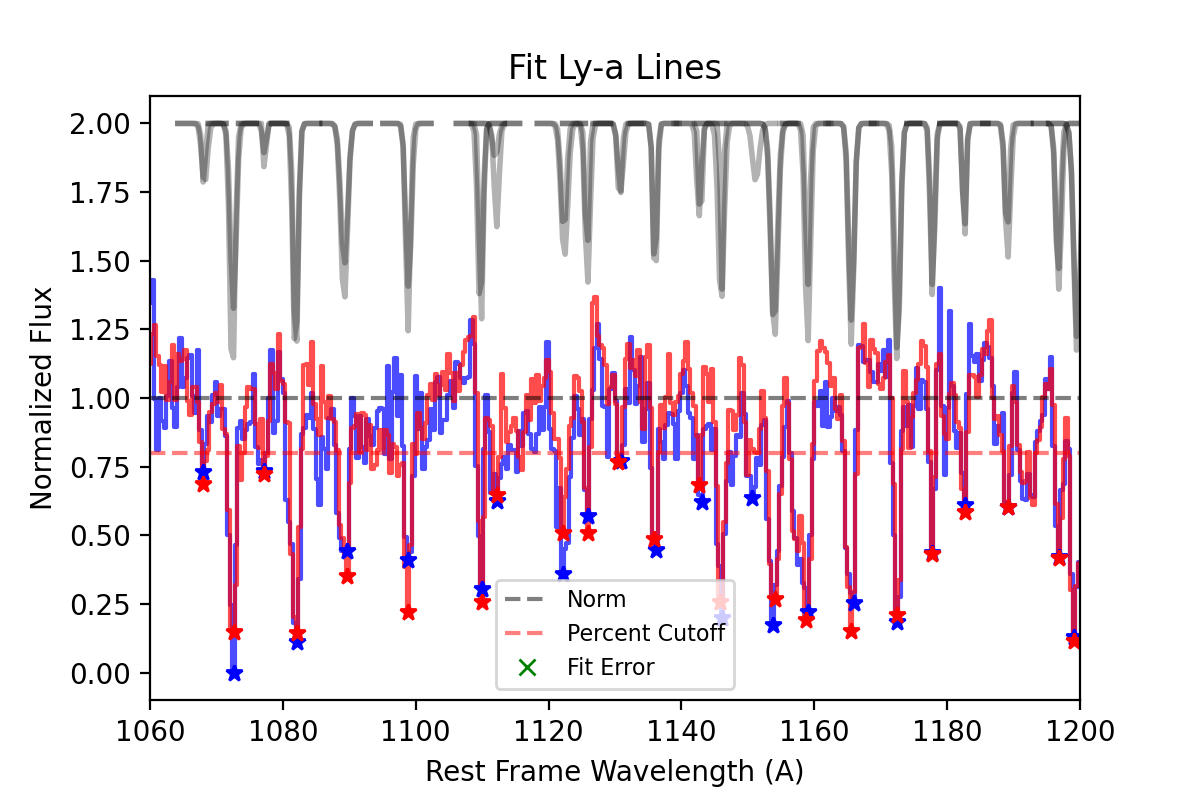 Fit Ly-a Lines
Normalized Flux
2.00
1.75
1.50
1.25
1.00
0.75
0.50
0.25
0.00
Norm
Percent Cutoff
Fit Error
1060 1080 1100 1120 1140 1160 1180 1200
Rest Frame Wavelength (A)